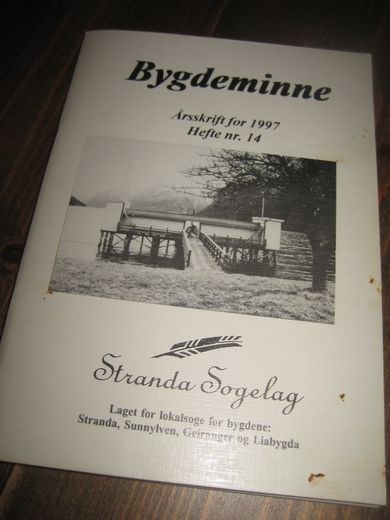 Bygdeminne
Årsskrift for 1997
Hefte nr. 14
Stranda Sogelag
Laget for lokalsoge for bygdene:
Stranda, Sunnylven, Geiranger og Liabygda